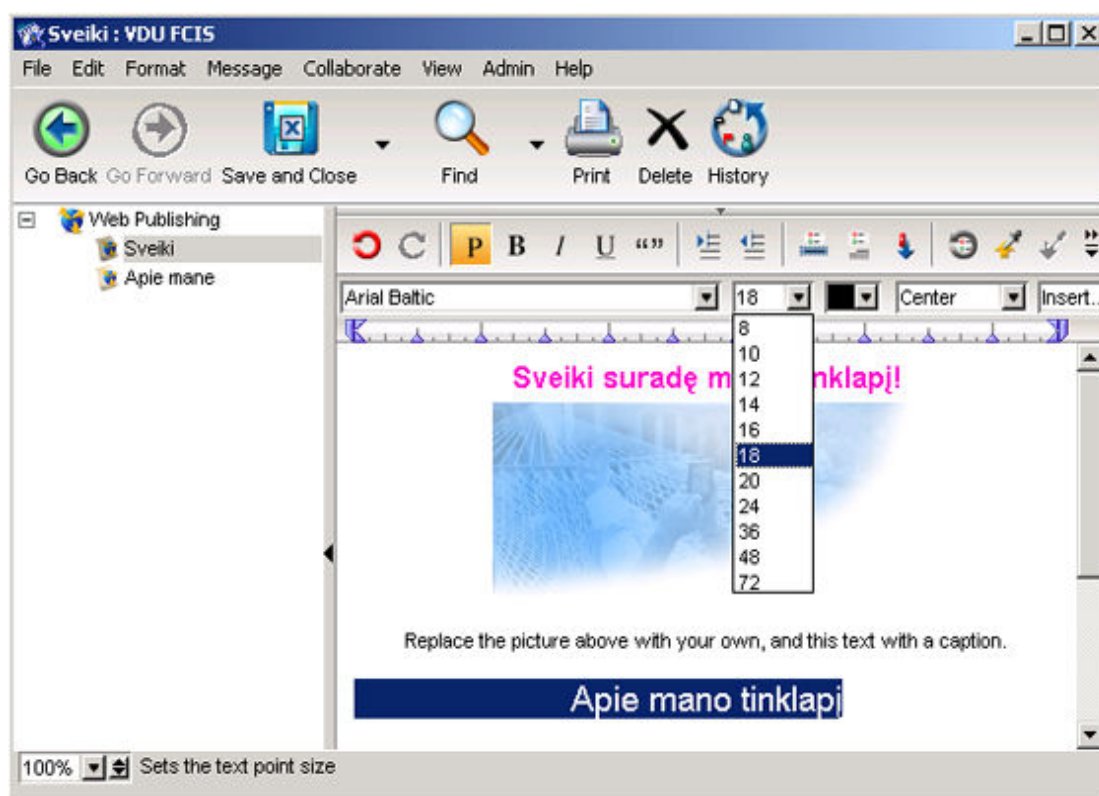 Sveiki : VDU FCIS
File Edit Format Message Collaborate View Admin Help
Go Back Go Forward Save and Close Find Print Delete History
Web Publishing
Sveiki
Apie mane
P B I U “ ”
Arial Baltic 18 Center Insert..
8
10
12
14
16
18
20
24
36
48
72
Sveiki suradę m nklapį!
Replace the picture above with your own, and this text with a caption.
Apie mano tinklapį
100% Sets the text point size